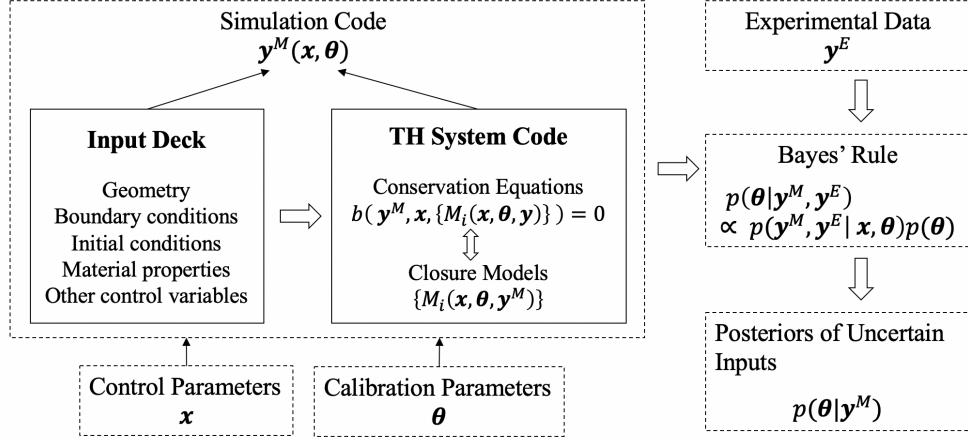 Simulation Code
y^M(x, θ)
Input Deck
Geometry
Boundary conditions
Initial conditions
Material properties
Other control variables
TH System Code
Conservation Equations
b( y^M, x, {M_i(x, θ, y)} ) = 0
Closure Models
{M_i(x, θ, y^M)}
Control Parameters
x
Calibration Parameters
θ
Experimental Data
y^E
Bayes’ Rule
p(θ|y^M, y^E)
∝ p(y^M, y^E| x, θ)p(θ)
Posteriors of Uncertain
Inputs
p(θ|y^M)